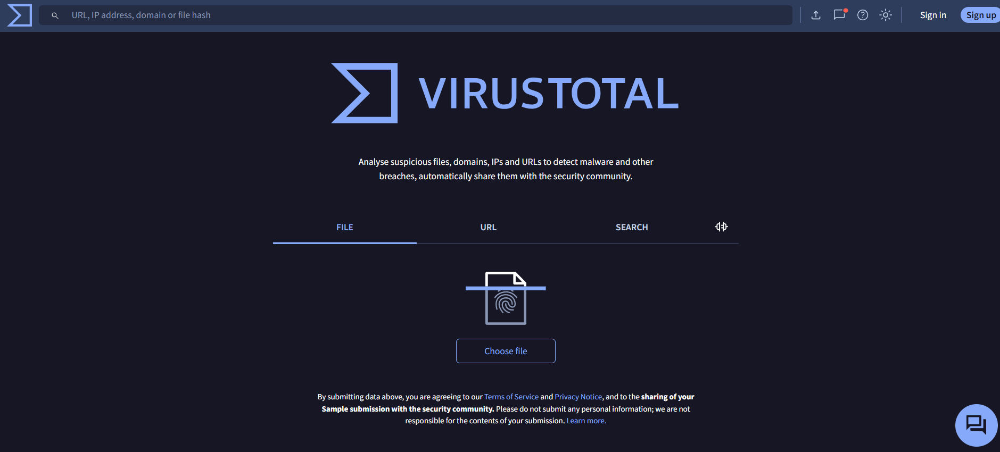 URL, IP address, domain or file hash
Sign in
Sign up
VIRUSTOTAL
Analyse suspicious files, domains, IPs and URLs to detect malware and other
breaches, automatically share them with the security community.
FILE
URL
SEARCH
Choose file
By submitting data above, you are agreeing to our Terms of Service and Privacy Notice, and to the sharing of your
Sample submission with the security community. Please do not submit any personal information; we are not
responsible for the contents of your submission. Learn more.